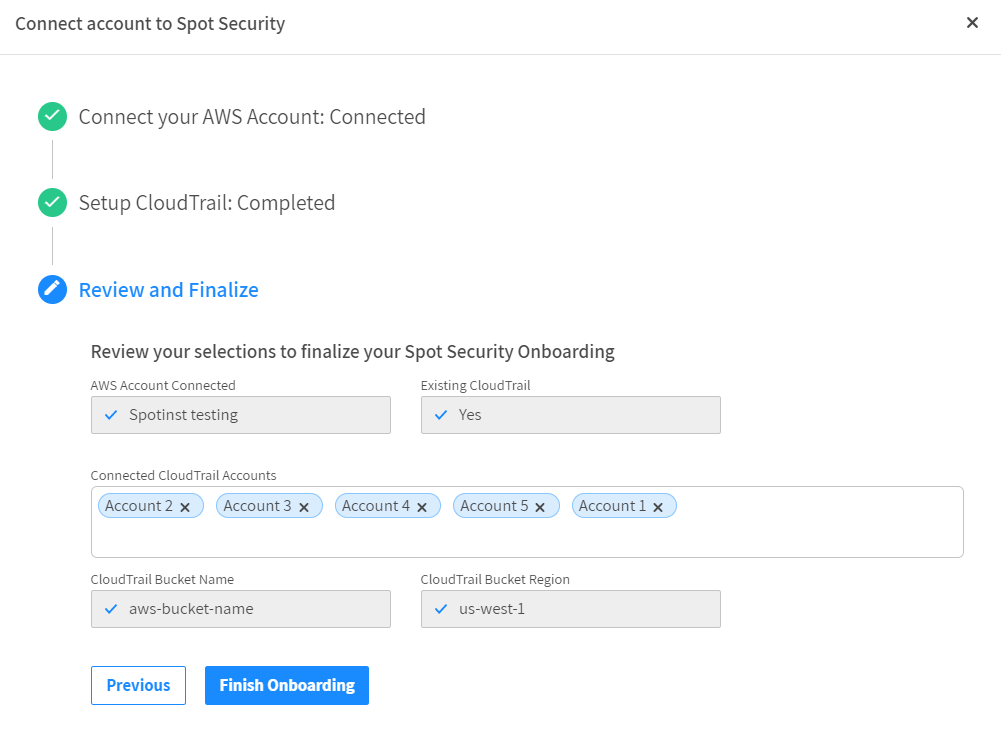 Connect account to Spot Security
Connect your AWS Account: Connected
Setup CloudTrail: Completed
Review and Finalize
Review your selections to finalize your Spot Security Onboarding
AWS Account Connected Existing CloudTrail
Spotinst testing Yes
Connected CloudTrail Accounts
Account 2 Account 3 Account 4 Account 5 Account 1
CloudTrail Bucket Name CloudTrail Bucket Region
aws-bucket-name us-west-1
Previous Finish Onboarding